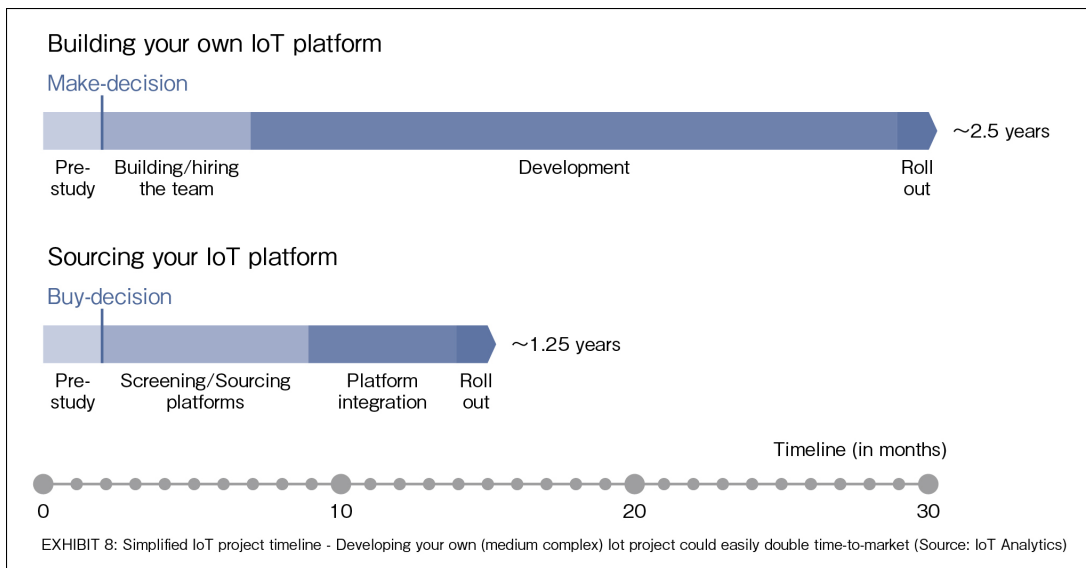 Building your own IoT platform
Make-decision
~2.5 years
Pre-
study
Building/hiring
the team
Development
Roll
out
Sourcing your IoT platform
Buy-decision
~1.25 years
Pre-
study
Screening/Sourcing
platforms
Platform
integration
Roll
out
Timeline (in months)
0 10 20 30
EXHIBIT 8: Simplified IoT project timeline - Developing your own (medium complex) Iot project could easily double time-to-market (Source: IoT Analytics)